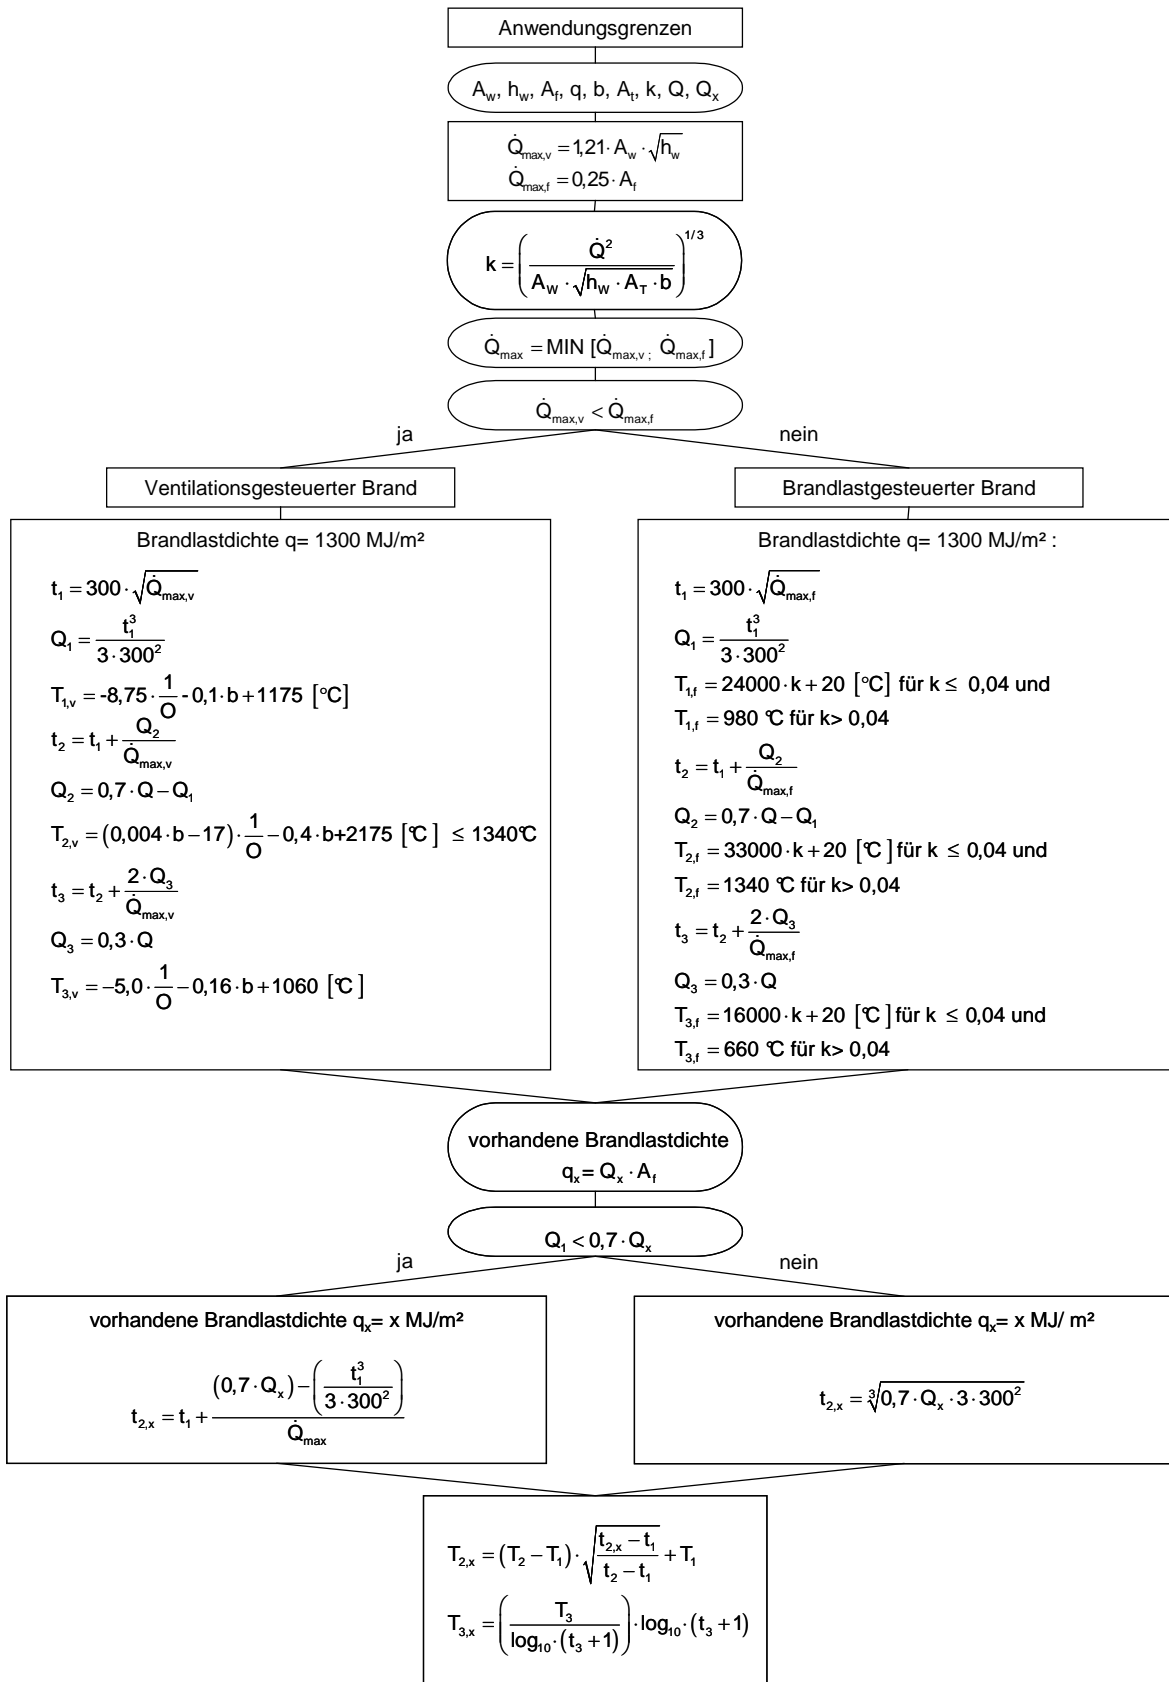 Anwendungsgrenzen
A_w, h_w, A_f, q, b, A_t, k, Q, Q_x
Q̇_max,v = 1,21 · A_w · √h_w
Q̇_max,f = 0,25 · A_f
k = (Q̇² / (A_W · √(h_W · A_T · b)))^1/3
Q̇_max = MIN [Q̇_max,v ; Q̇_max,f ]
Q̇_max,v < Q̇_max,f
ja
nein
Ventilationsgesteuerter Brand
Brandlastdichte q= 1300 MJ/m²
t_1 = 300 · √Q̇_max,v
Q_1 = t_1³ / (3 · 300²)
T_1,v = -8,75 · 1/O - 0,1 · b + 1175 [°C]
t_2 = t_1 + Q_2 / Q̇_max,v
Q_2 = 0,7 · Q − Q_1
T_2,v = (0,004 · b − 17) · 1/O − 0,4 · b+2175 [℃] ≤ 1340℃
t_3 = t_2 + 2 · Q_3 / Q̇_max,v
Q_3 = 0,3 · Q
T_3,v = −5,0 · 1/O − 0,16 · b + 1060 [℃]
Brandlastgesteuerter Brand
Brandlastdichte q= 1300 MJ/m² :
t_1 = 300 · √Q̇_max,f
Q_1 = t_1³ / (3 · 300²)
T_1,f = 24000 · k + 20 [℃] für k ≤ 0,04 und
T_1,f = 980 ℃ für k> 0,04
t_2 = t_1 + Q_2 / Q̇_max,f
Q_2 = 0,7 · Q − Q_1
T_2,f = 33000 · k + 20 [℃] für k ≤ 0,04 und
T_2,f = 1340 ℃ für k> 0,04
t_3 = t_2 + 2 · Q_3 / Q̇_max,f
Q_3 = 0,3 · Q
T_3,f = 16000 · k + 20 [℃] für k ≤ 0,04 und
T_3,f = 660 ℃ für k> 0,04
vorhandene Brandlastdichte
q_x = Q_x · A_f
Q_1 < 0,7 · Q_x
ja
nein
vorhandene Brandlastdichte q_x= x MJ/m²
t_2,x = t_1 + ((0,7 · Q_x) − (t_1³ / (3 · 300²))) / Q̇_max
vorhandene Brandlastdichte q_x= x MJ/ m²
t_2,x = ∛(0,7 · Q_x · 3 · 300²)
T_2,x = (T_2 − T_1) · √((t_2,x − t_1) / (t_2 − t_1)) + T_1
T_3,x = (T_3 / (log_10 · (t_3 + 1))) · log_10 · (t_3 + 1)